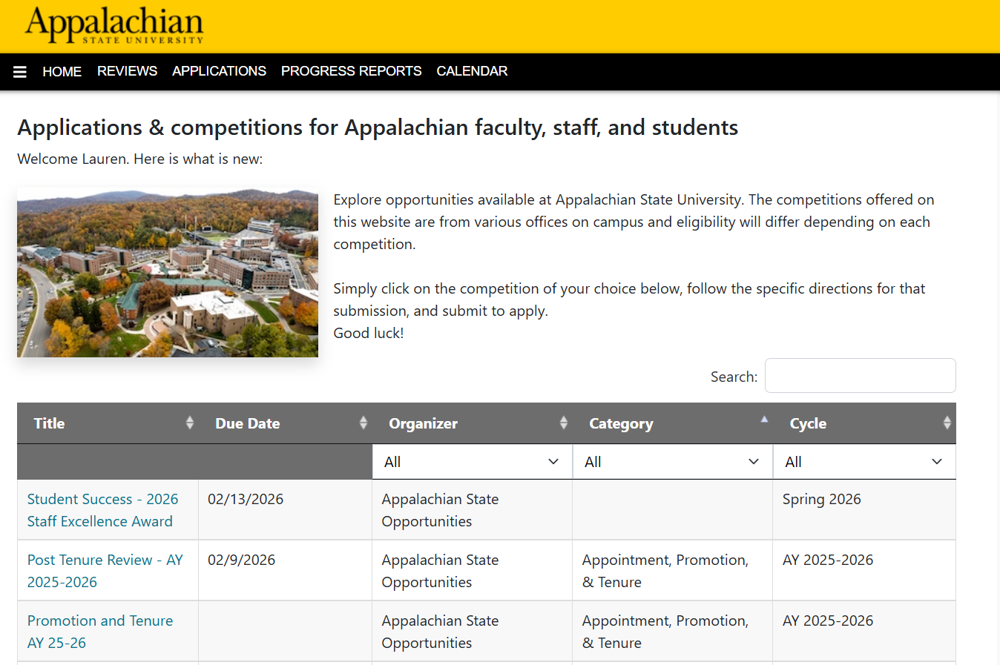 Appalachian
STATE UNIVERSITY
HOME REVIEWS APPLICATIONS PROGRESS REPORTS CALENDAR
Applications & competitions for Appalachian faculty, staff, and students
Welcome Lauren. Here is what is new:
Explore opportunities available at Appalachian State University. The competitions offered on
this website are from various offices on campus and eligibility will differ depending on each
competition.
Simply click on the competition of your choice below, follow the specific directions for that
submission, and submit to apply.
Good luck!
Search:
Title Due Date Organizer Category Cycle
All All All
Student Success - 2026 02/13/2026 Appalachian State Spring 2026
Staff Excellence Award Opportunities
Post Tenure Review - AY 02/9/2026 Appalachian State Appointment, Promotion, AY 2025-2026
2025-2026 Opportunities & Tenure
Promotion and Tenure Appalachian State Appointment, Promotion, AY 2025-2026
AY 25-26 Opportunities & Tenure